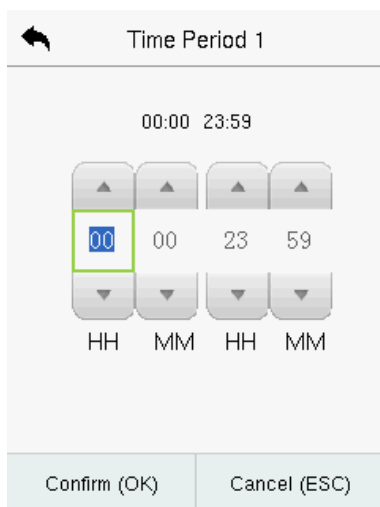 Time Period 1
00:00 23:59
00 00 23 59
HH MM HH MM
Confirm (OK) Cancel (ESC)